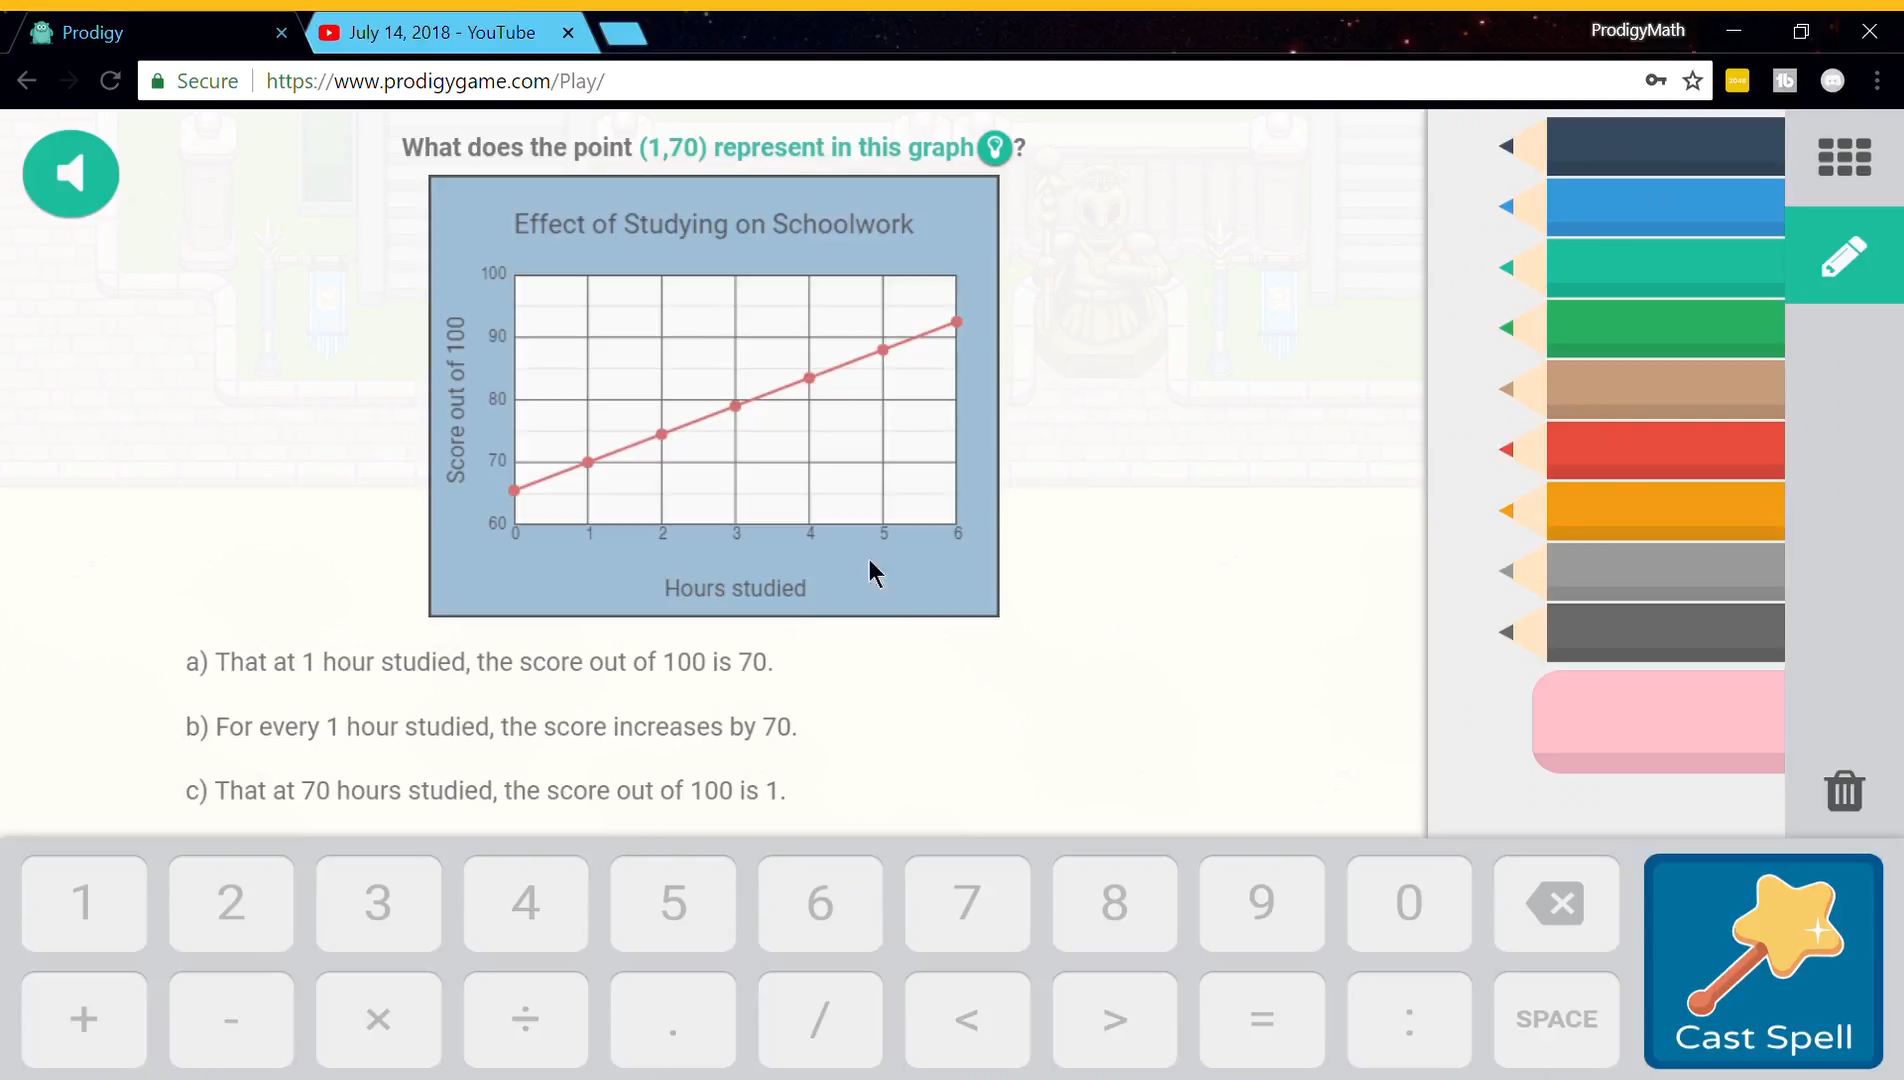 Prodigy
July 14, 2018 - YouTube
ProdigyMath
Secure
https://www.prodigygame.com/Play/
2048
tb
What does the point (1,70) represent in this graph ?
Effect of Studying on Schoolwork
Score out of 100
100
90
80
70
60
0 1 2 3 4 5 6
Hours studied
a) That at 1 hour studied, the score out of 100 is 70.
b) For every 1 hour studied, the score increases by 70.
c) That at 70 hours studied, the score out of 100 is 1.
1 2 3 4 5 6 7 8 9 0
+ - × ÷ . / < > = : SPACE
Cast Spell